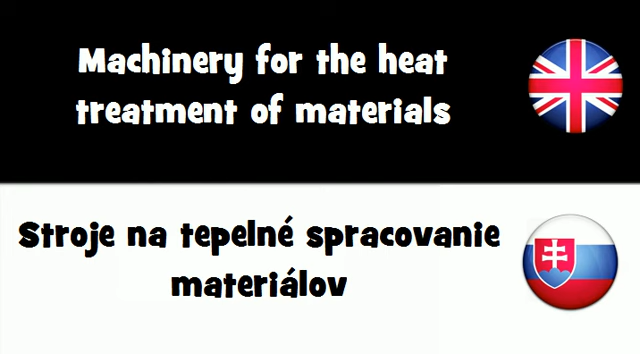 Machinery for the heat
treatment of materials
Stroje na tepelné spracovanie
materiálov